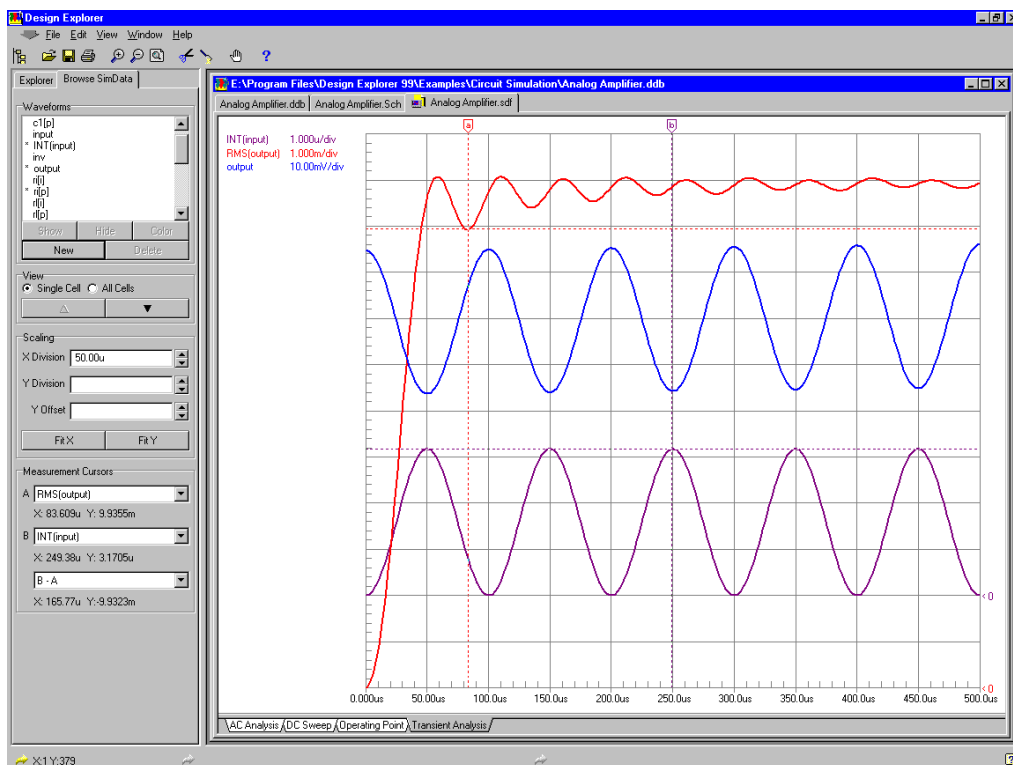 Design Explorer
File Edit View Window Help
?
Explorer Browse SimData
Waveforms
c1[p]
input
* INT(input)
inv
* output
ri[i]
* ri[p]
rl[i]
rl[p]
Show Hide Color
New Delete
View
Single Cell All Cells
Scaling
X Division 50.00u
Y Division
Y Offset
Fit X Fit Y
Measurement Cursors
A RMS(output)
X: 83.609u Y: 9.9355m
B INT(input)
X: 249.38u Y: 3.1705u
B - A
X: 165.77u Y:-9.9323m
E:\Program Files\Design Explorer 99\Examples\Circuit Simulation\Analog Amplifier.ddb
Analog Amplifier.ddb Analog Amplifier.Sch Analog Amplifier.sdf
a b
INT(input) 1.000u/div
RMS(output) 1.000m/div
output 10.00mV/div
<0
<0
0.000us 50.00us 100.0us 150.0us 200.0us 250.0us 300.0us 350.0us 400.0us 450.0us 500.0us
AC Analysis DC Sweep Operating Point Transient Analysis
X:1 Y:379
?